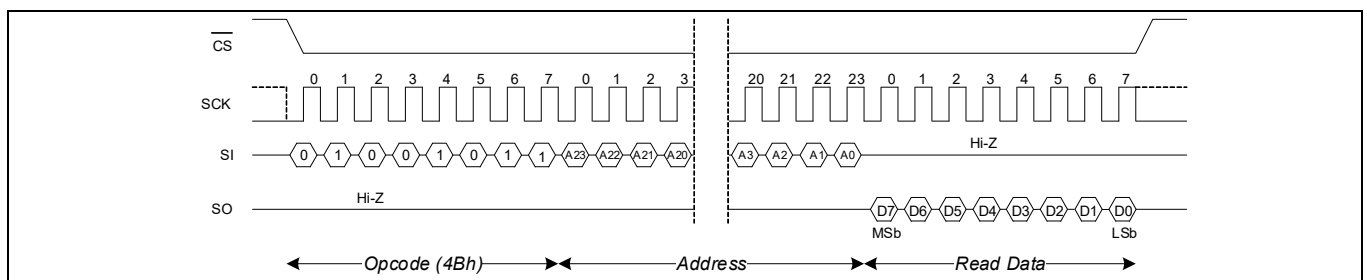 CS
0 1 2 3 4 5 6 7 0 1 2 3 20 21 22 23 0 1 2 3 4 5 6 7
SCK
Hi-Z
SI 0 1 0 0 1 0 1 1 A23 A22 A21 A20 A3 A2 A1 A0
Hi-Z
SO D7 D6 D5 D4 D3 D2 D1 D0
MSb LSb
Opcode (4Bh) Address Read Data